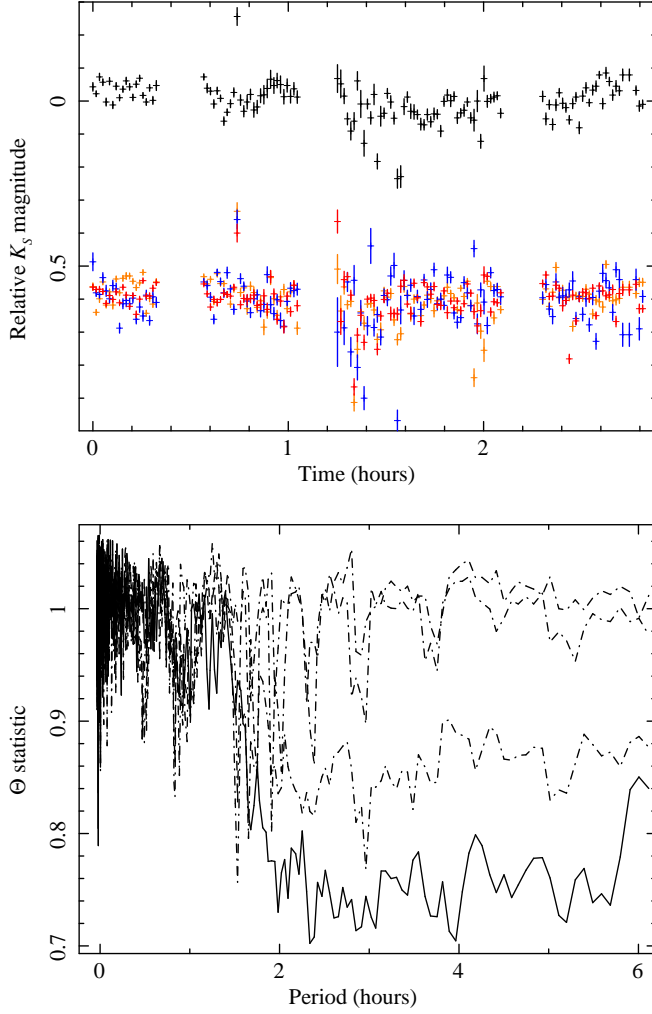 0
0.5
Relative K_S magnitude
0 1 2
Time (hours)
1
0.9
0.8
0.7
Θ statistic
0 2 4 6
Period (hours)